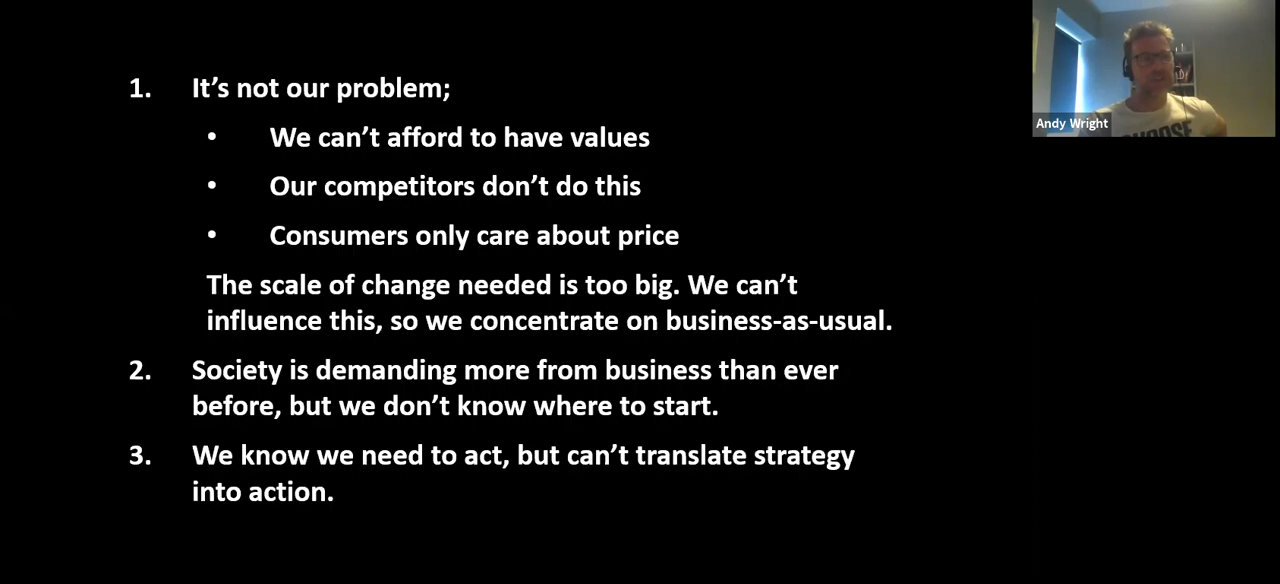 1. It’s not our problem;
• We can’t afford to have values
• Our competitors don’t do this
• Consumers only care about price
The scale of change needed is too big. We can’t
influence this, so we concentrate on business-as-usual.
2. Society is demanding more from business than ever
before, but we don’t know where to start.
3. We know we need to act, but can’t translate strategy
into action.
Andy Wright
CHOOSE